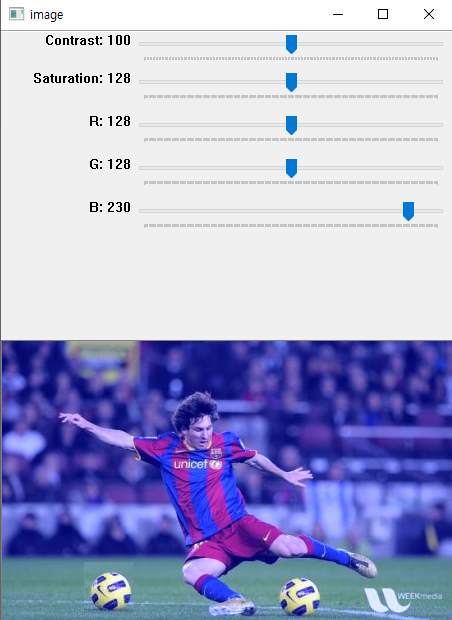 image
Contrast: 100
Saturation: 128
R: 128
G: 128
B: 230
unicef
WEEKmedia